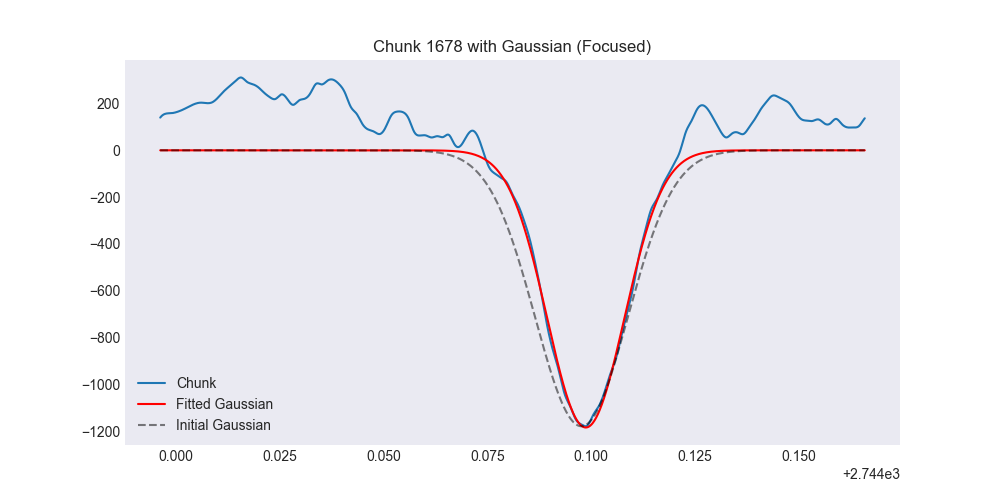 Chunk 1678 with Gaussian (Focused)
200
0
−200
−400
−600
−800
−1000
−1200
Chunk
Fitted Gaussian
Initial Gaussian
0.000 0.025 0.050 0.075 0.100 0.125 0.150
+2.744e3